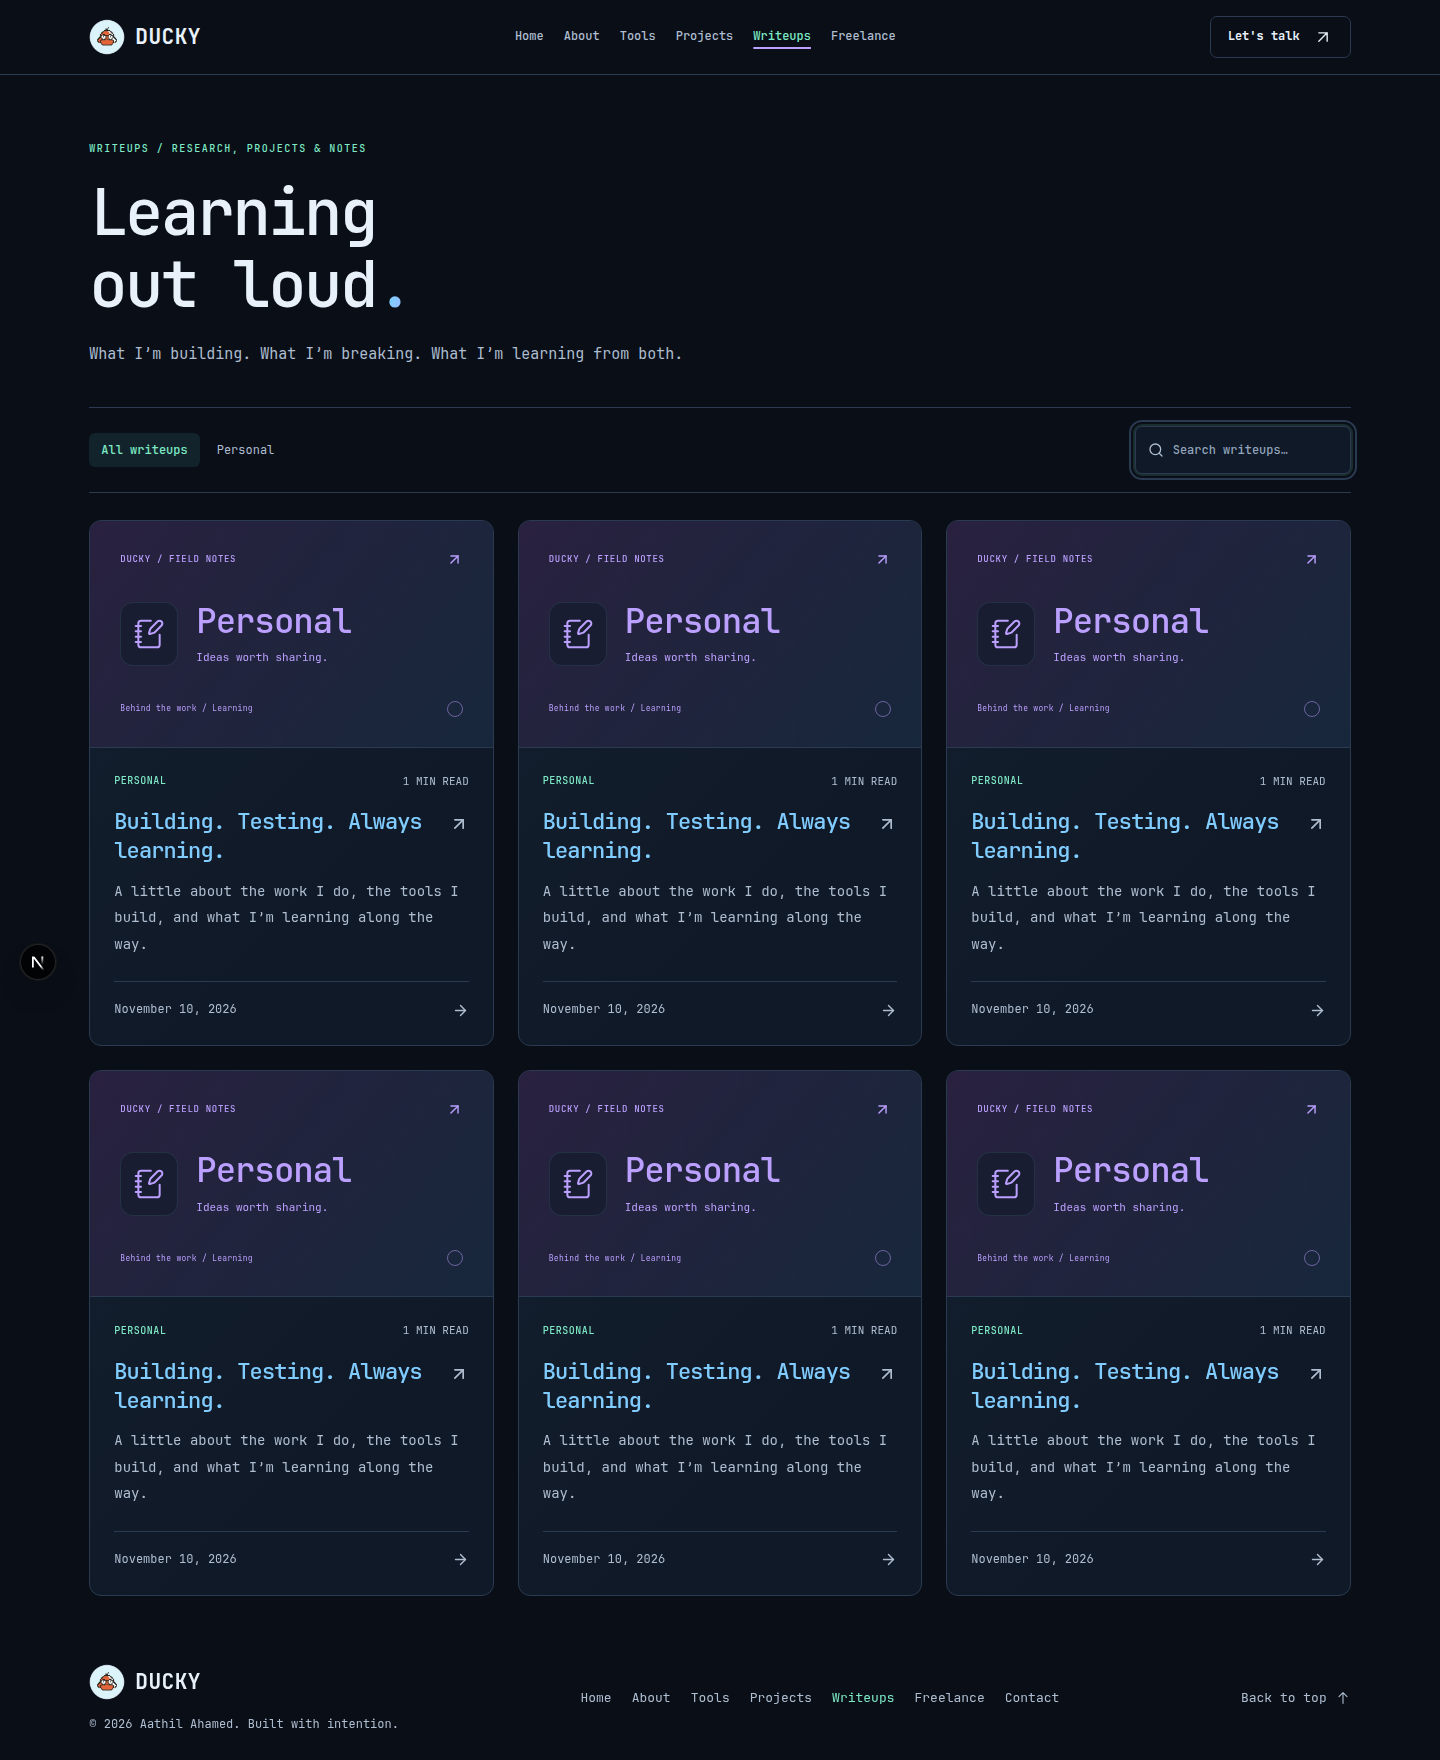 DUCKY
Home About Tools Projects Writeups Freelance
Let's talk
WRITEUPS / RESEARCH, PROJECTS & NOTES
Learning
out loud.
What I’m building. What I’m breaking. What I’m learning from both.
All writeups Personal
Search writeups…
DUCKY / FIELD NOTES
Personal
Ideas worth sharing.
Behind the work / Learning
PERSONAL 1 MIN READ
Building. Testing. Always
learning.
A little about the work I do, the tools I
build, and what I’m learning along the
way.
November 10, 2026
DUCKY / FIELD NOTES
Personal
Ideas worth sharing.
Behind the work / Learning
PERSONAL 1 MIN READ
Building. Testing. Always
learning.
A little about the work I do, the tools I
build, and what I’m learning along the
way.
November 10, 2026
DUCKY / FIELD NOTES
Personal
Ideas worth sharing.
Behind the work / Learning
PERSONAL 1 MIN READ
Building. Testing. Always
learning.
A little about the work I do, the tools I
build, and what I’m learning along the
way.
November 10, 2026
DUCKY / FIELD NOTES
Personal
Ideas worth sharing.
Behind the work / Learning
PERSONAL 1 MIN READ
Building. Testing. Always
learning.
A little about the work I do, the tools I
build, and what I’m learning along the
way.
November 10, 2026
DUCKY / FIELD NOTES
Personal
Ideas worth sharing.
Behind the work / Learning
PERSONAL 1 MIN READ
Building. Testing. Always
learning.
A little about the work I do, the tools I
build, and what I’m learning along the
way.
November 10, 2026
DUCKY / FIELD NOTES
Personal
Ideas worth sharing.
Behind the work / Learning
PERSONAL 1 MIN READ
Building. Testing. Always
learning.
A little about the work I do, the tools I
build, and what I’m learning along the
way.
November 10, 2026
N
DUCKY
© 2026 Aathil Ahamed. Built with intention.
Home About Tools Projects Writeups Freelance Contact
Back to top